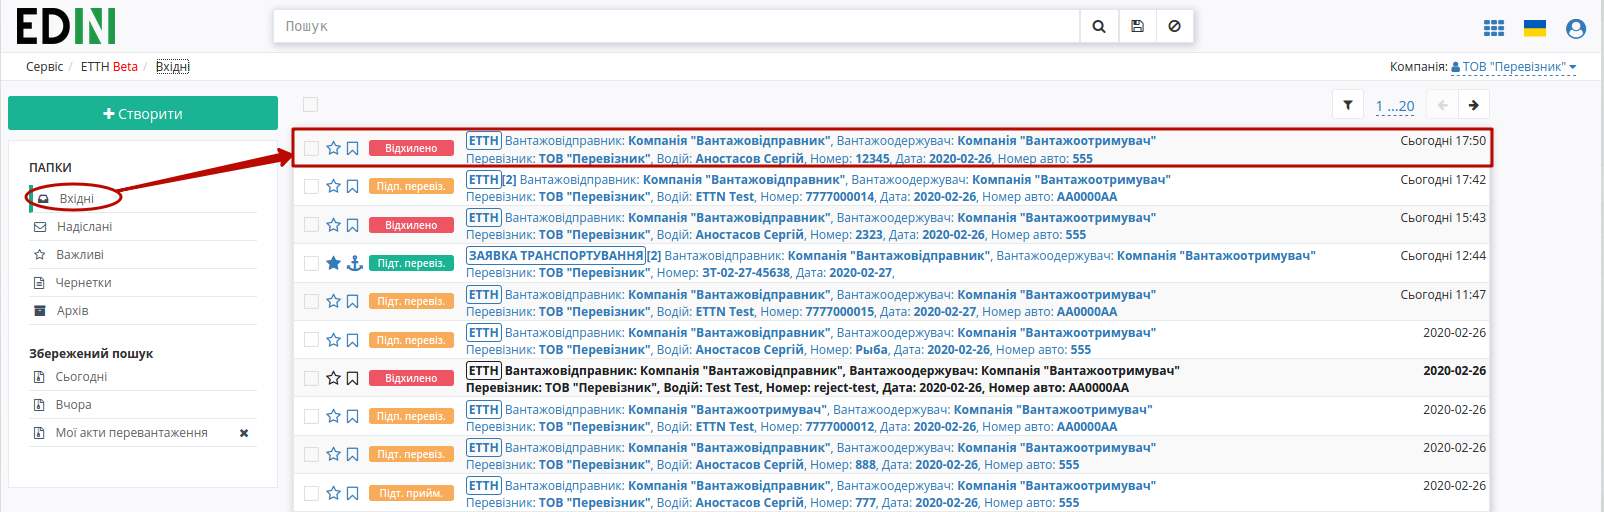 EDIN
Пошук
Сервіс / ЕТТН Beta / Вхідні
Компанія: ТОВ "Перевізник"
Створити
1 ...20
ПАПКИ
Вхідні
Надіслані
Важливі
Чернетки
Архів
Збережений пошук
Сьогодні
Вчора
Мої акти перевантаження
Відхилено ЕТТН Вантажовідправник: Компанія "Вантажовідправник", Вантажоодержувач: Компанія "Вантажоотримувач" Сьогодні 17:50
Перевізник: ТОВ "Перевізник", Водій: Аностасов Сергій, Номер: 12345, Дата: 2020-02-26, Номер авто: 555
Підп. перевіз. ЕТТН[2] Вантажовідправник: Компанія "Вантажовідправник", Вантажоодержувач: Компанія "Вантажоотримувач" Сьогодні 17:42
Перевізник: ТОВ "Перевізник", Водій: ETTN Test, Номер: 7777000014, Дата: 2020-02-26, Номер авто: AA0000AA
Відхилено ЕТТН Вантажовідправник: Компанія "Вантажовідправник", Вантажоодержувач: Компанія "Вантажоотримувач" Сьогодні 15:43
Перевізник: ТОВ "Перевізник", Водій: Аностасов Сергій, Номер: 2323, Дата: 2020-02-26, Номер авто: 555
Підт. перевіз. ЗАЯВКА ТРАНСПОРТУВАННЯ[2] Вантажовідправник: Компанія "Вантажовідправник", Вантажоодержувач: Компанія "Вантажоотримувач" Сьогодні 12:44
Перевізник: ТОВ "Перевізник", Номер: ЗТ-02-27-45638, Дата: 2020-02-27,
Підп. перевіз. ЕТТН Вантажовідправник: Компанія "Вантажовідправник", Вантажоодержувач: Компанія "Вантажоотримувач" Сьогодні 11:47
Перевізник: ТОВ "Перевізник", Водій: ETTN Test, Номер: 7777000015, Дата: 2020-02-27, Номер авто: AA0000AA
Підп. перевіз. ЕТТН Вантажовідправник: Компанія "Вантажовідправник", Вантажоодержувач: Компанія "Вантажоотримувач" 2020-02-26
Перевізник: ТОВ "Перевізник", Водій: Аностасов Сергій, Номер: Рыба, Дата: 2020-02-26, Номер авто: 555
Відхилено ЕТТН Вантажовідправник: Компанія "Вантажовідправник", Вантажоодержувач: Компанія "Вантажоотримувач" 2020-02-26
Перевізник: ТОВ "Перевізник", Водій: Test Test, Номер: reject-test, Дата: 2020-02-26, Номер авто: AA0000AA
Підп. перевіз. ЕТТН Вантажовідправник: Компанія "Вантажоотримувач", Вантажоодержувач: Компанія "Вантажоотримувач" 2020-02-26
Перевізник: ТОВ "Перевізник", Водій: ETTN Test, Номер: 7777000012, Дата: 2020-02-26, Номер авто: AA0000AA
Підт. перевіз. ЕТТН Вантажовідправник: Компанія "Вантажовідправник", Вантажоодержувач: Компанія "Вантажоотримувач" 2020-02-26
Перевізник: ТОВ "Перевізник", Водій: Аностасов Сергій, Номер: 888, Дата: 2020-02-26, Номер авто: 555
Підт. прийм. ЕТТН Вантажовідправник: Компанія "Вантажовідправник", Вантажоодержувач: Компанія "Вантажоотримувач" 2020-02-26
Перевізник: ТОВ "Перевізник", Водій: Аностасов Сергій, Номер: 777, Дата: 2020-02-26, Номер авто: 555